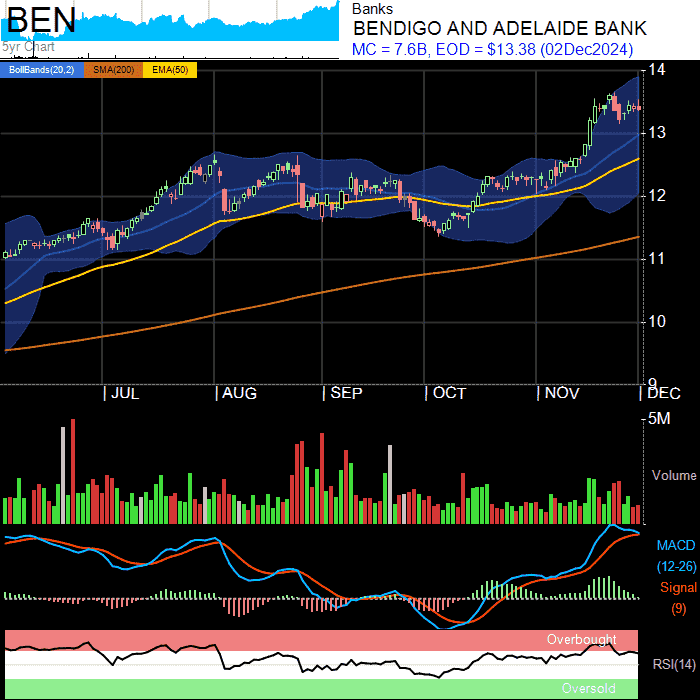 BEN
5yr Chart
Banks
BENDIGO AND ADELAIDE BANK
MC = 7.6B, EOD = $13.38 (02Dec2024)
BollBands(20,2) SMA(200) EMA(50)
14
13
12
11
10
9
JUL AUG SEP OCT NOV DEC
5M
Volume
MACD
(12-26)
Signal
(9)
Overbought
RSI(14)
Oversold